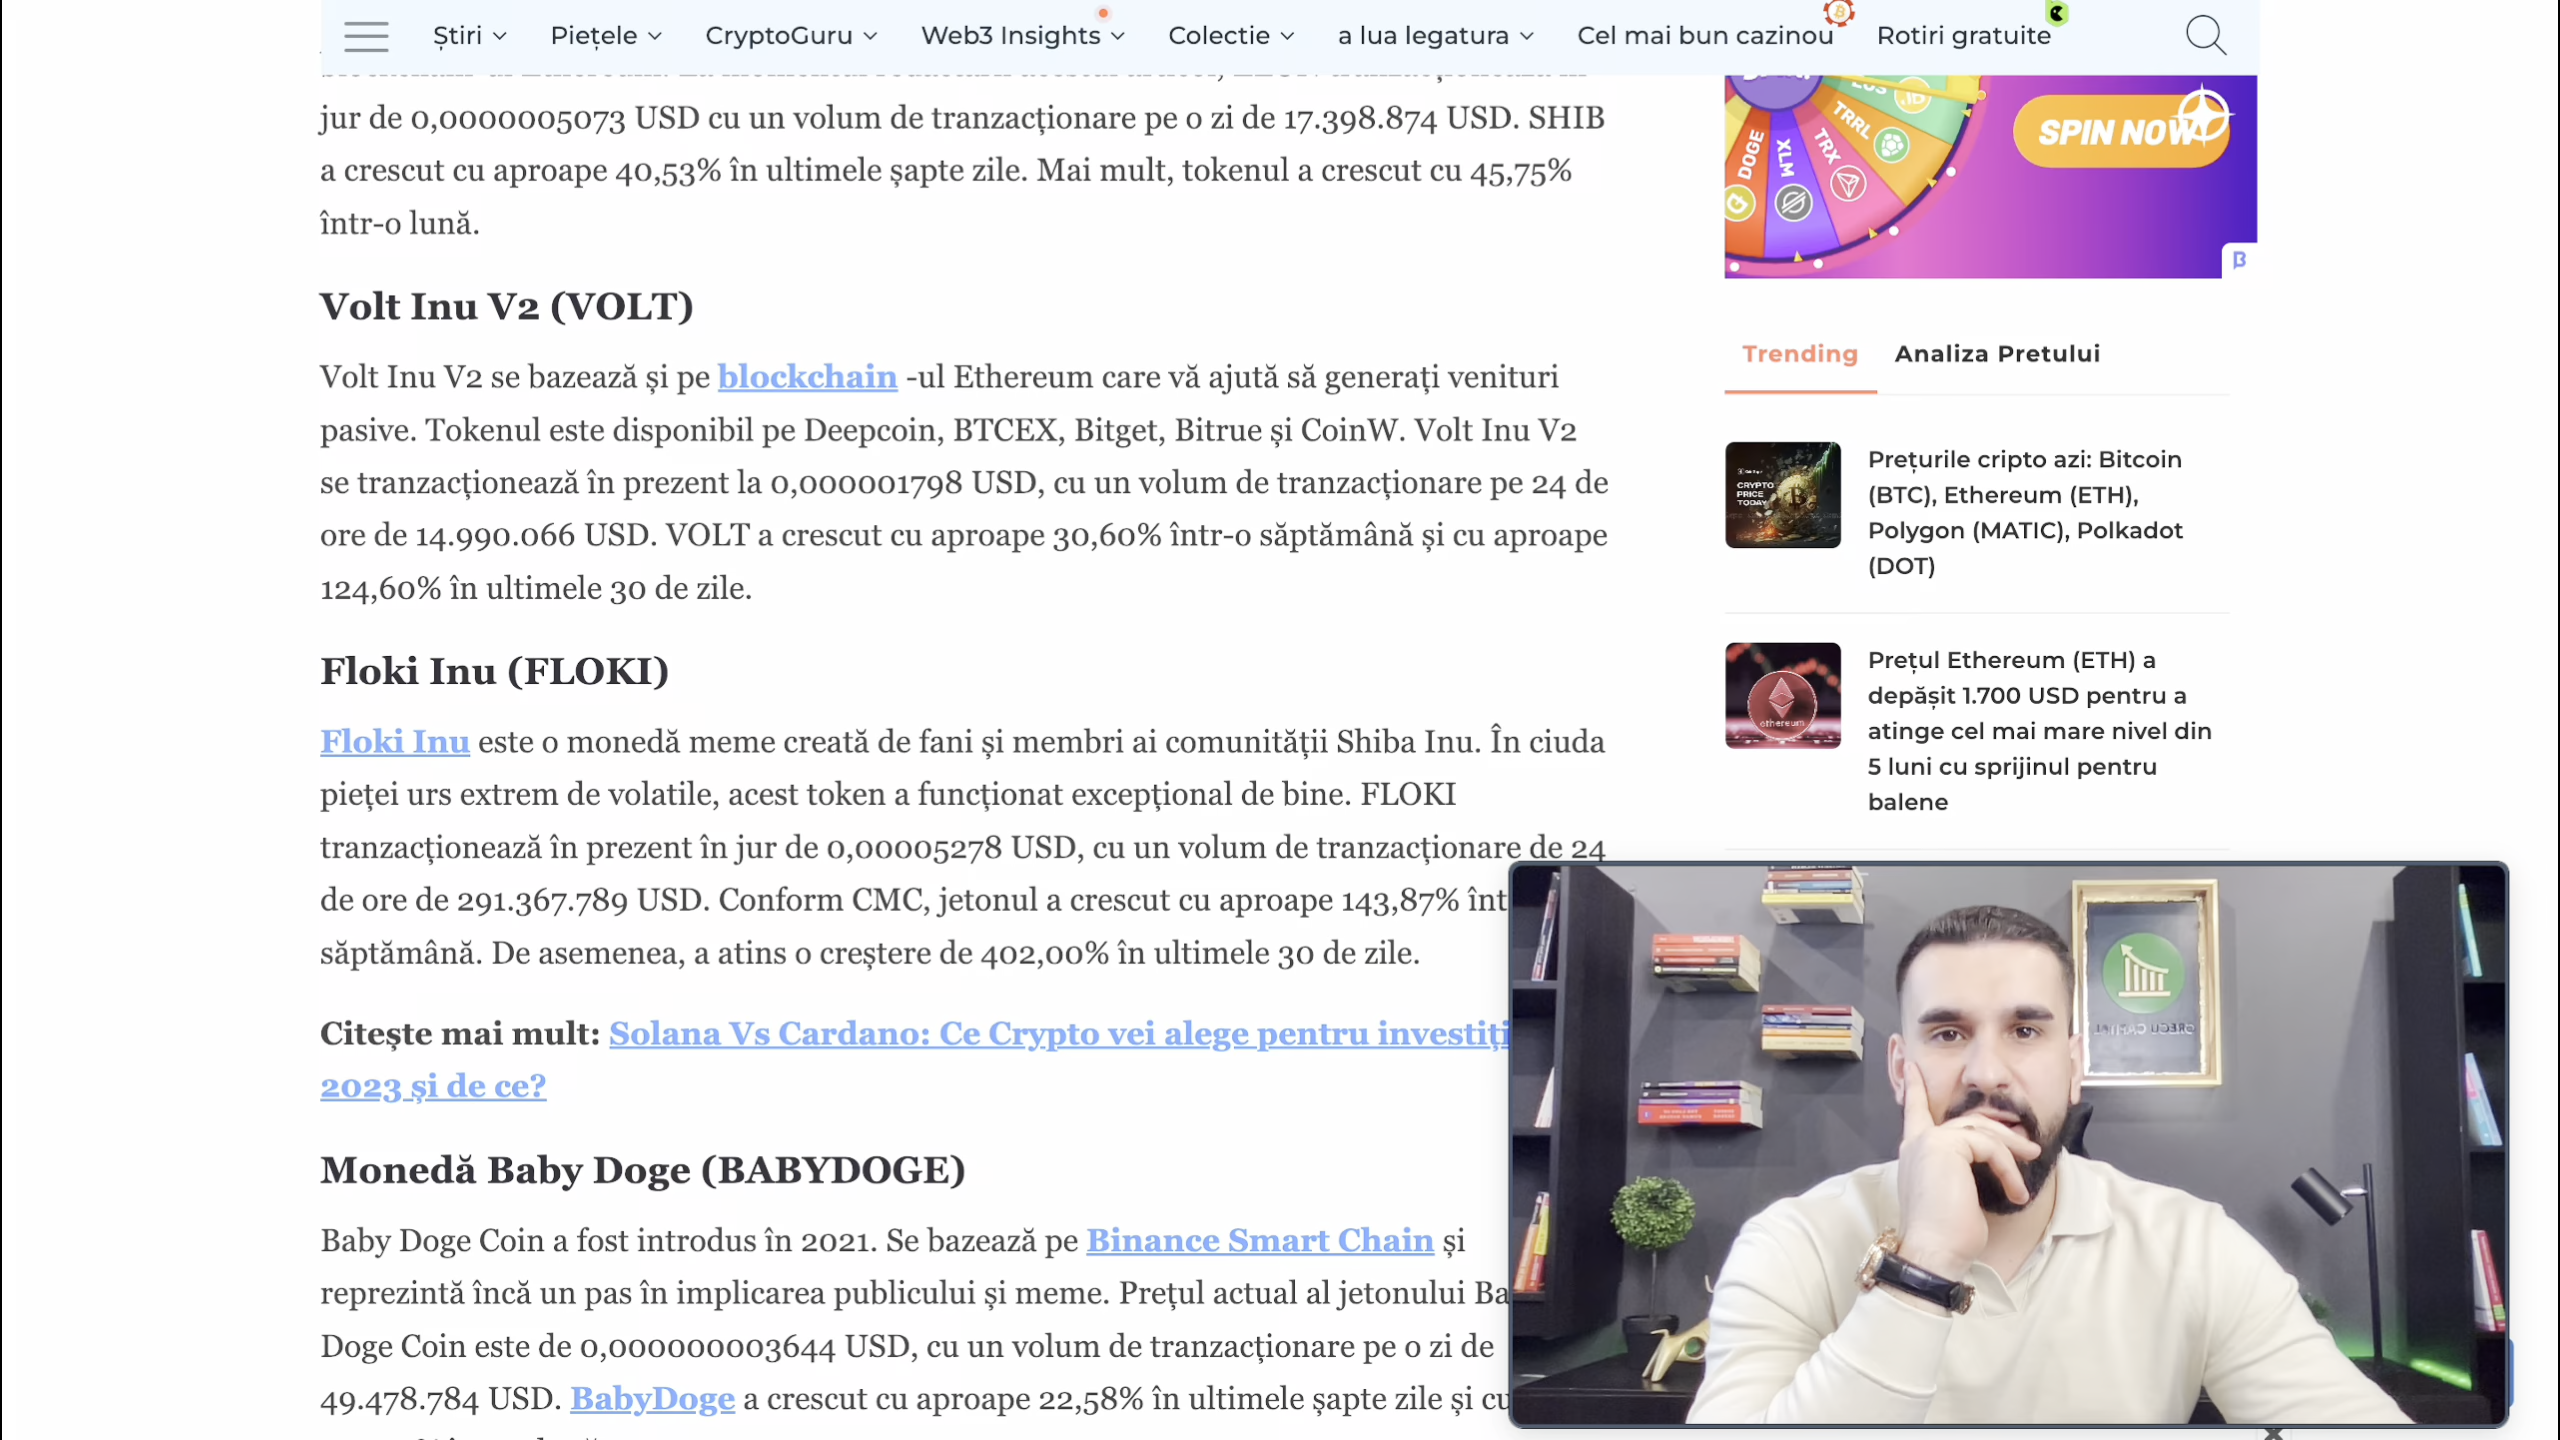 Știri
Piețele
CryptoGuru
Web3 Insights
Colectie
a lua legatura
Cel mai bun cazinou
Rotiri gratuite
jur de 0,0000005073 USD cu un volum de tranzacționare pe o zi de 17.398.874 USD. SHIB
a crescut cu aproape 40,53% în ultimele șapte zile. Mai mult, tokenul a crescut cu 45,75%
într-o lună.
Volt Inu V2 (VOLT)
Volt Inu V2 se bazează și pe blockchain -ul Ethereum care vă ajută să generați venituri
pasive. Tokenul este disponibil pe Deepcoin, BTCEX, Bitget, Bitrue și CoinW. Volt Inu V2
se tranzacționează în prezent la 0,000001798 USD, cu un volum de tranzacționare pe 24 de
ore de 14.990.066 USD. VOLT a crescut cu aproape 30,60% într-o săptămână și cu aproape
124,60% în ultimele 30 de zile.
Floki Inu (FLOKI)
Floki Inu este o monedă meme creată de fani și membri ai comunității Shiba Inu. În ciuda
pieței urs extrem de volatile, acest token a funcționat excepțional de bine. FLOKI
tranzacționează în prezent în jur de 0,00005278 USD, cu un volum de tranzacționare de 24
de ore de 291.367.789 USD. Conform CMC, jetonul a crescut cu aproape 143,87% înt
săptămână. De asemenea, a atins o creștere de 402,00% în ultimele 30 de zile.
Citește mai mult: Solana Vs Cardano: Ce Crypto vei alege pentru investiți
2023 și de ce?
Monedă Baby Doge (BABYDOGE)
Baby Doge Coin a fost introdus în 2021. Se bazează pe Binance Smart Chain și
reprezintă încă un pas în implicarea publicului și meme. Prețul actual al jetonului Ba
Doge Coin este de 0,000000003644 USD, cu un volum de tranzacționare pe o zi de
49.478.784 USD. BabyDoge a crescut cu aproape 22,58% în ultimele șapte zile și cu
DOGE
XLM
TRX
TRRL
SPIN NOW
Trending
Analiza Pretului
CRYPTO
PRICE
TODAY
Prețurile cripto azi: Bitcoin
(BTC), Ethereum (ETH),
Polygon (MATIC), Polkadot
(DOT)
ethereum
Prețul Ethereum (ETH) a
depășit 1.700 USD pentru a
atinge cel mai mare nivel din
5 luni cu sprijinul pentru
balene